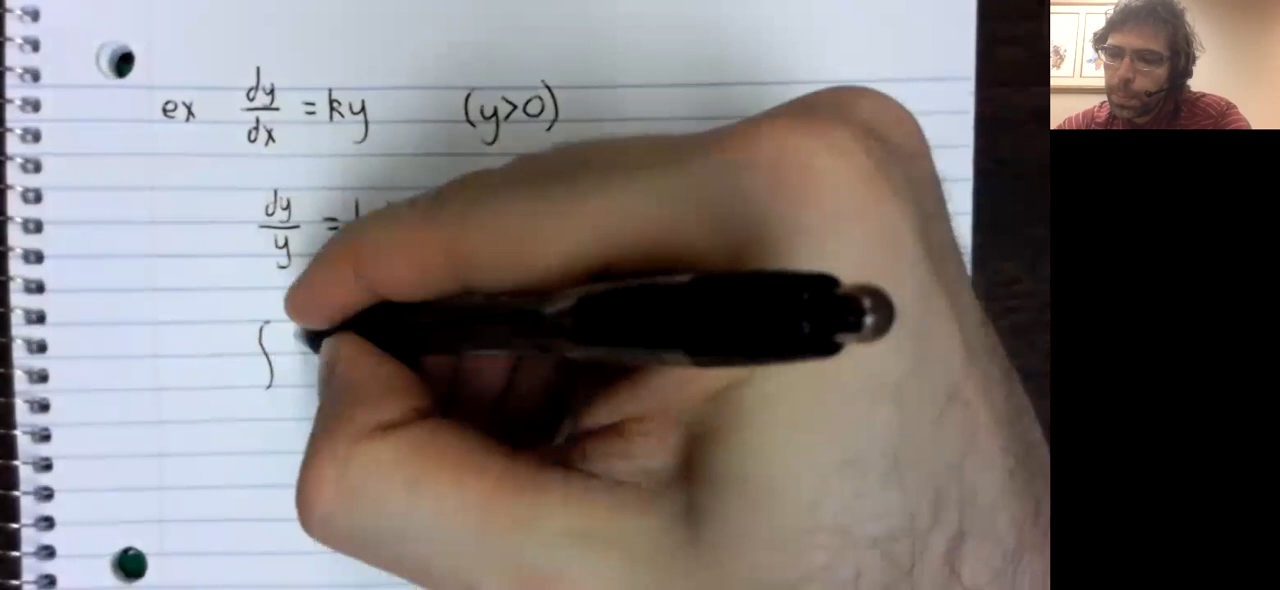 ex dy/dx = ky (y>0)
dy/y =
∫